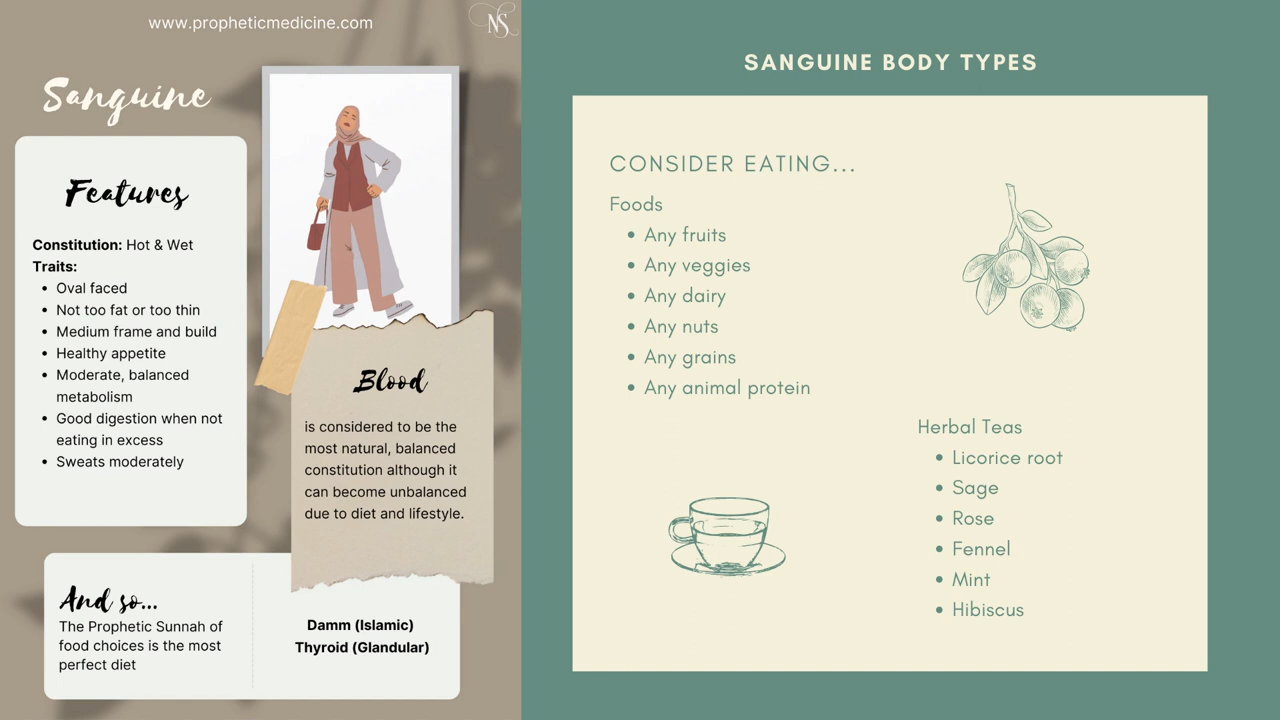 www.propheticmedicine.com
NS
Sanguine
Features
Constitution: Hot & Wet
Traits:
• Oval faced
• Not too fat or too thin
• Medium frame and build
• Healthy appetite
• Moderate, balanced
metabolism
• Good digestion when not
eating in excess
• Sweats moderately
Blood
is considered to be the
most natural, balanced
constitution although it
can become unbalanced
due to diet and lifestyle.
And so...
The Prophetic Sunnah of
food choices is the most
perfect diet
Damm (Islamic)
Thyroid (Glandular)
SANGUINE BODY TYPES
CONSIDER EATING...
Foods
• Any fruits
• Any veggies
• Any dairy
• Any nuts
• Any grains
• Any animal protein
Herbal Teas
• Licorice root
• Sage
• Rose
• Fennel
• Mint
• Hibiscus